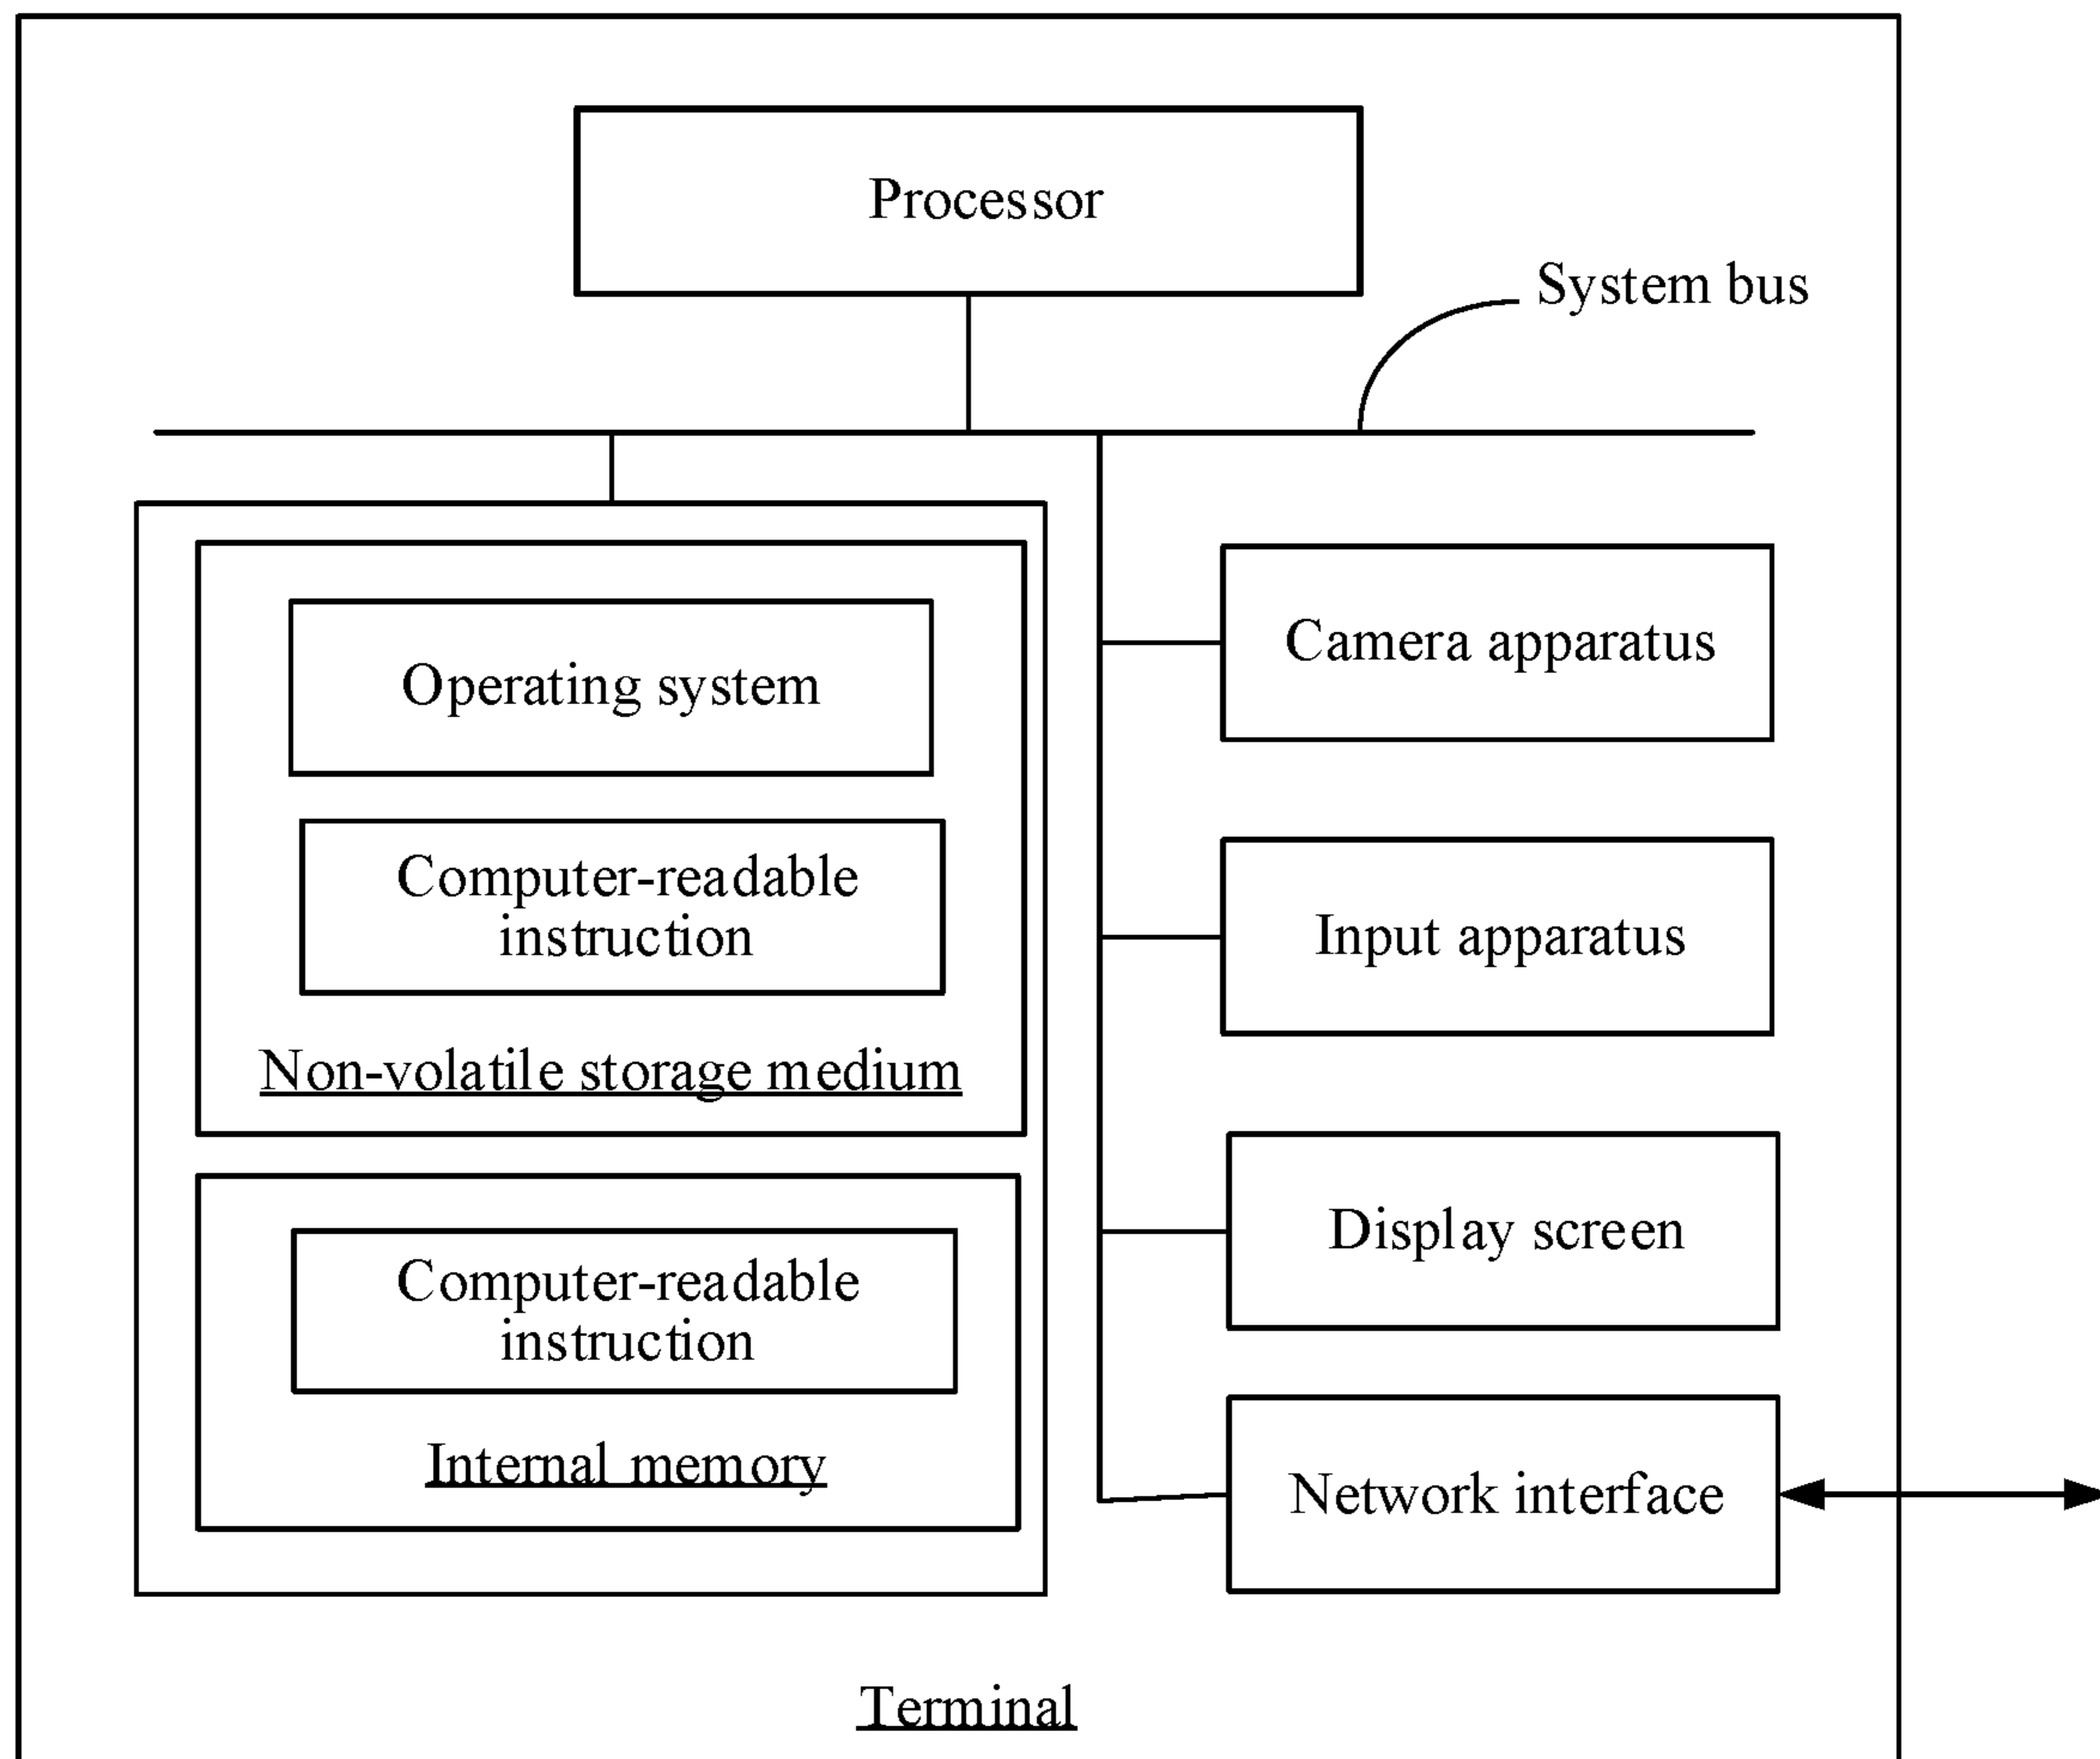 Processor
System bus
Operating system
Computer-readable
instruction
Non-volatile storage medium
Computer-readable
instruction
Internal memory
Camera apparatus
Input apparatus
Display screen
Network interface
Terminal